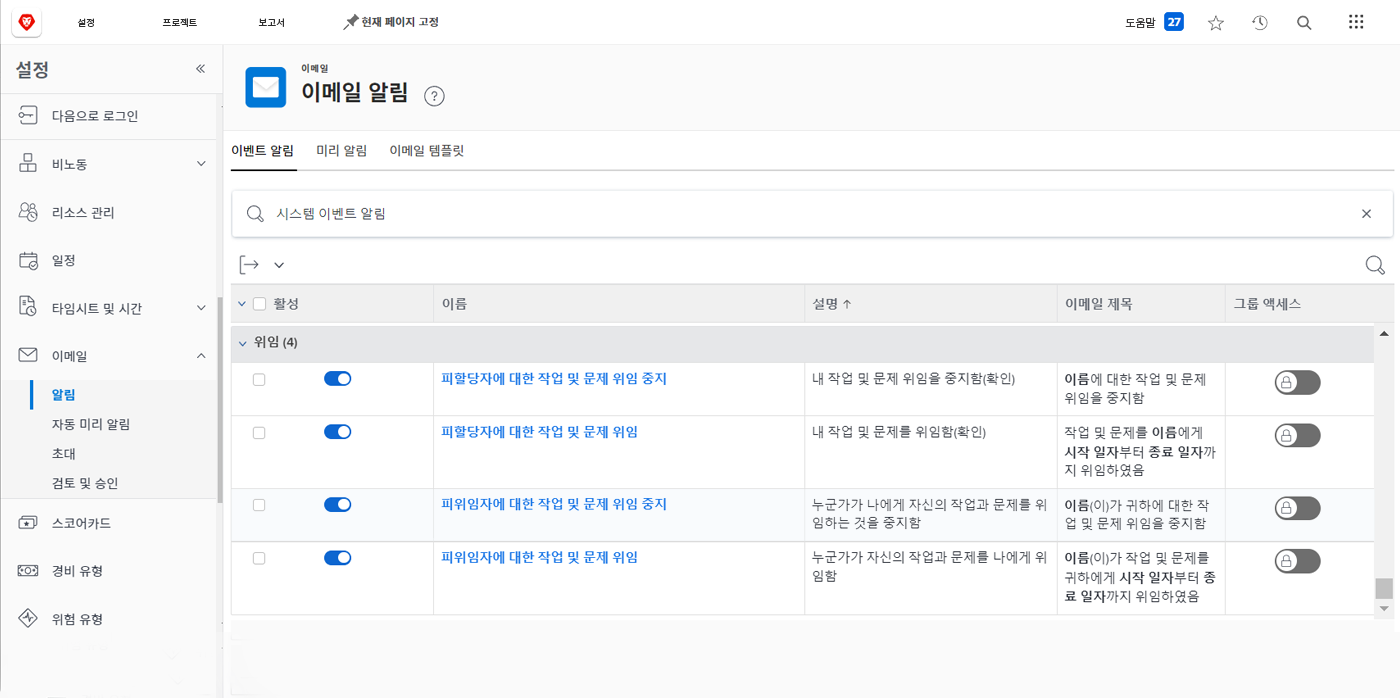 설정
프로젝트
보고서
현재 페이지 고정
도움말
27
설정
다음으로 로그인
비노동
리소스 관리
일정
타임시트 및 시간
이메일
알림
자동 미리 알림
초대
검토 및 승인
스코어카드
경비 유형
위험 유형
이메일
이메일 알림
?
이벤트 알림
미리 알림
이메일 템플릿
시스템 이벤트 알림
활성
이름
설명 ↑
이메일 제목
그룹 액세스
위임 (4)
피할당자에 대한 작업 및 문제 위임 중지
내 작업 및 문제 위임을 중지함(확인)
이름에 대한 작업 및 문제
위임을 중지함
피할당자에 대한 작업 및 문제 위임
내 작업 및 문제를 위임함(확인)
작업 및 문제를 이름에게
시작 일자부터 종료 일자까
지 위임하였음
피위임자에 대한 작업 및 문제 위임 중지
누군가가 나에게 자신의 작업과 문제를 위
임하는 것을 중지함
이름(이)가 귀하에 대한 작
업 및 문제 위임을 중지함
피위임자에 대한 작업 및 문제 위임
누군가가 자신의 작업과 문제를 나에게 위
임함
이름(이)가 작업 및 문제를
귀하에게 시작 일자부터 종
료 일자까지 위임하였음